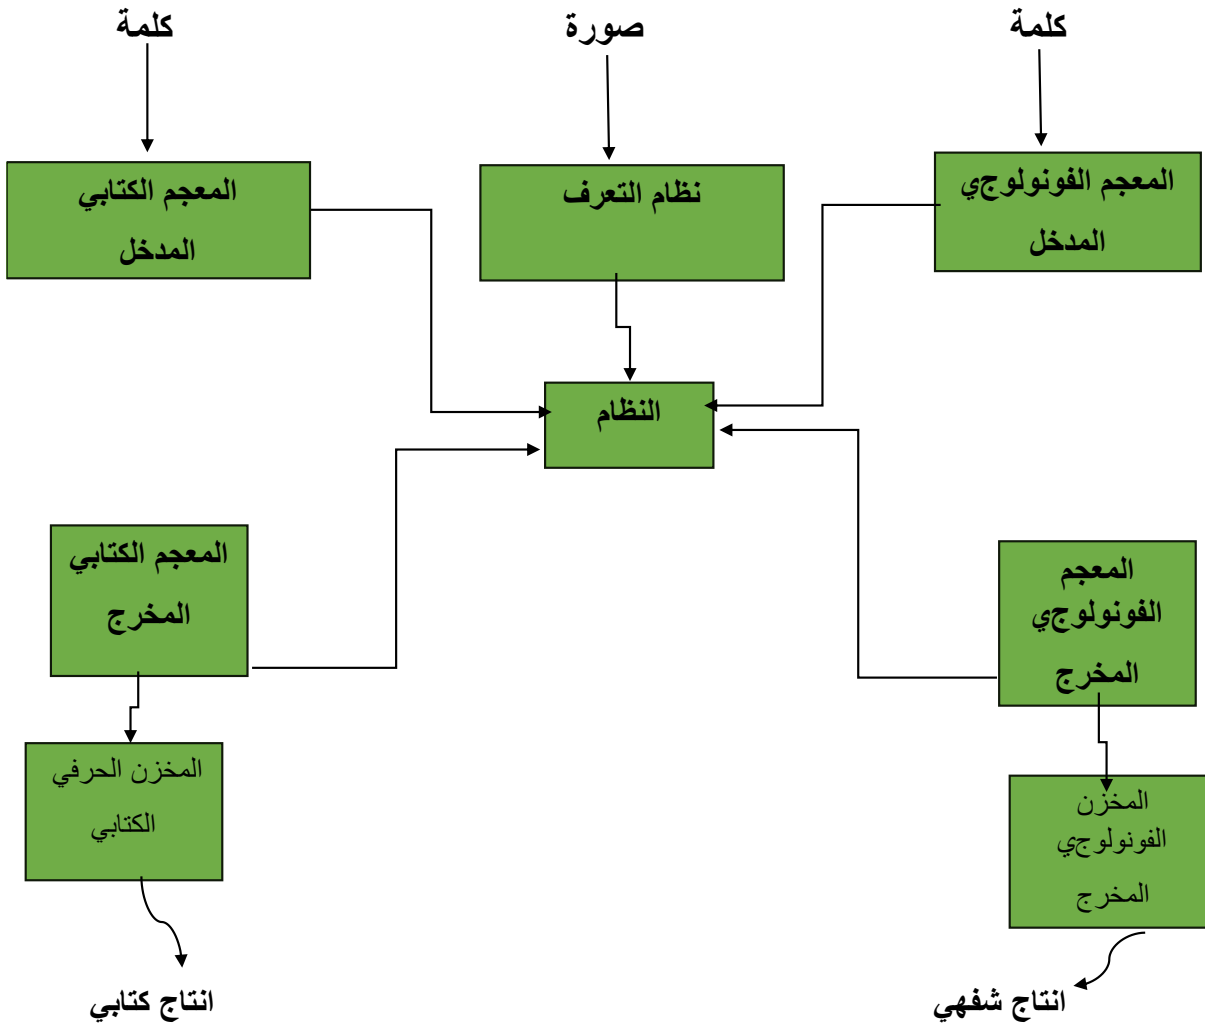 كلمة
صورة
كلمة
المعجم الفونولوجي
المدخل
نظام التعرف
المعجم الكتابي
المدخل
النظام
المعجم
الفونولوجي
المخرج
المعجم الكتابي
المخرج
المخزن
الفونولوجي
المخرج
المخزن الحرفي
الكتابي
انتاج شفهي
انتاج كتابي